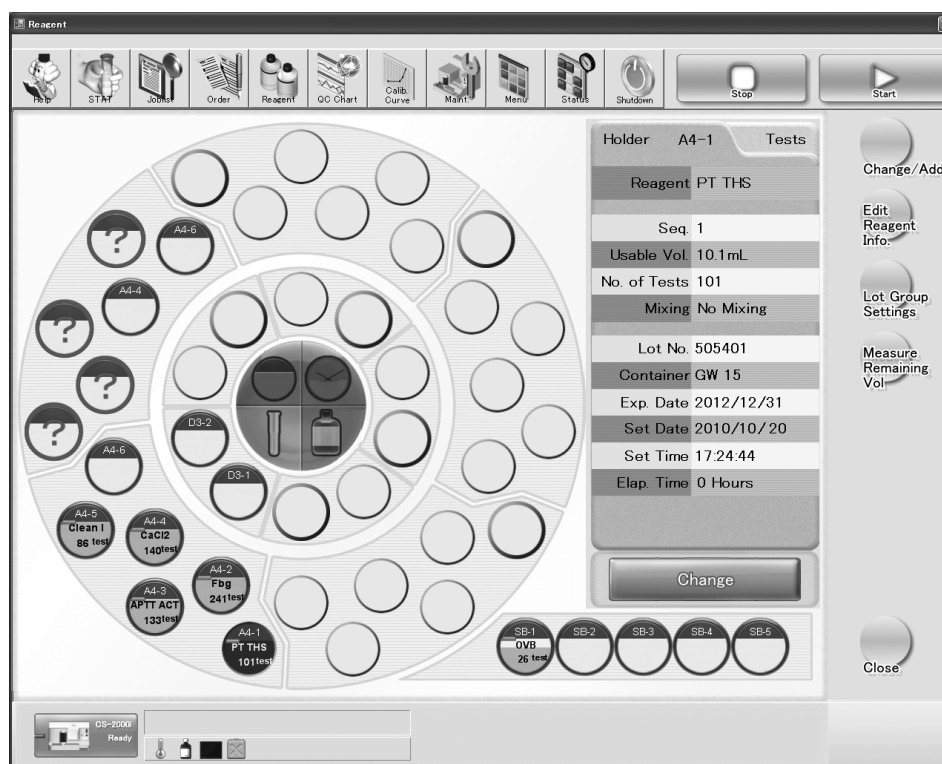 Reagent
Help
STAT
Joblist
Order
Reagent
QC Chart
Calib.
Curve
Maint.
Menu
Status
Shutdown
Stop
Start
Holder A4-1 Tests
Reagent PT THS
Seq. 1
Usable Vol. 10.1mL
No. of Tests 101
Mixing No Mixing
Lot No. 505401
Container GW 15
Exp. Date 2012/12/31
Set Date 2010/10/20
Set Time 17:24:44
Elap. Time 0 Hours
Change
Change/Add
Edit
Reagent
Info.
Lot Group
Settings
Measure
Remaining
Vol
Close
?
A4-6
A4-4
?
?
?
A4-6
D3-2
D3-1
A4-5
Clean I
86 test
A4-4
CaCl2
140test
A4-2
Fbg
241test
A4-3
APTT ACT
133test
A4-1
PT THS
101test
SB-1
OVB
26 test
SB-2
SB-3
SB-4
SB-5
CS-2000i
Ready